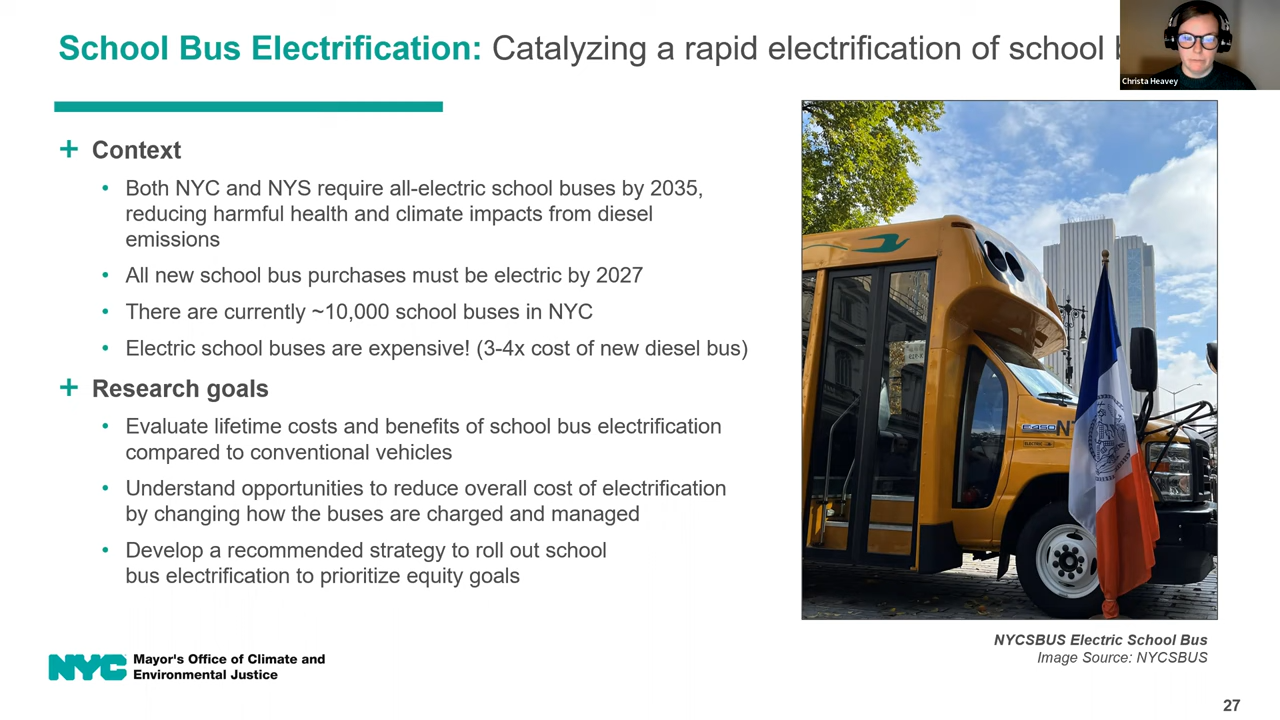 School Bus Electrification: Catalyzing a rapid electrification of school
Christa Heavey
+ Context
• Both NYC and NYS require all-electric school buses by 2035,
reducing harmful health and climate impacts from diesel
emissions
• All new school bus purchases must be electric by 2027
• There are currently ~10,000 school buses in NYC
• Electric school buses are expensive! (3-4x cost of new diesel bus)
+ Research goals
• Evaluate lifetime costs and benefits of school bus electrification
compared to conventional vehicles
• Understand opportunities to reduce overall cost of electrification
by changing how the buses are charged and managed
• Develop a recommended strategy to roll out school
bus electrification to prioritize equity goals
E450
ELECTRIC
NYCSBUS Electric School Bus
Image Source: NYCSBUS
NYC Mayor's Office of Climate and
Environmental Justice
27